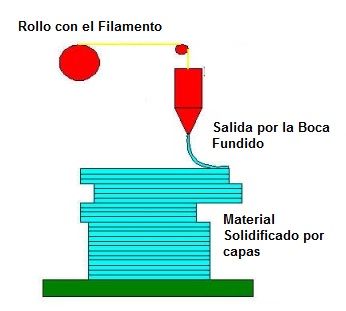 Rollo con el Filamento
Salida por la Boca
Fundido
Material
Solidificado por
capas